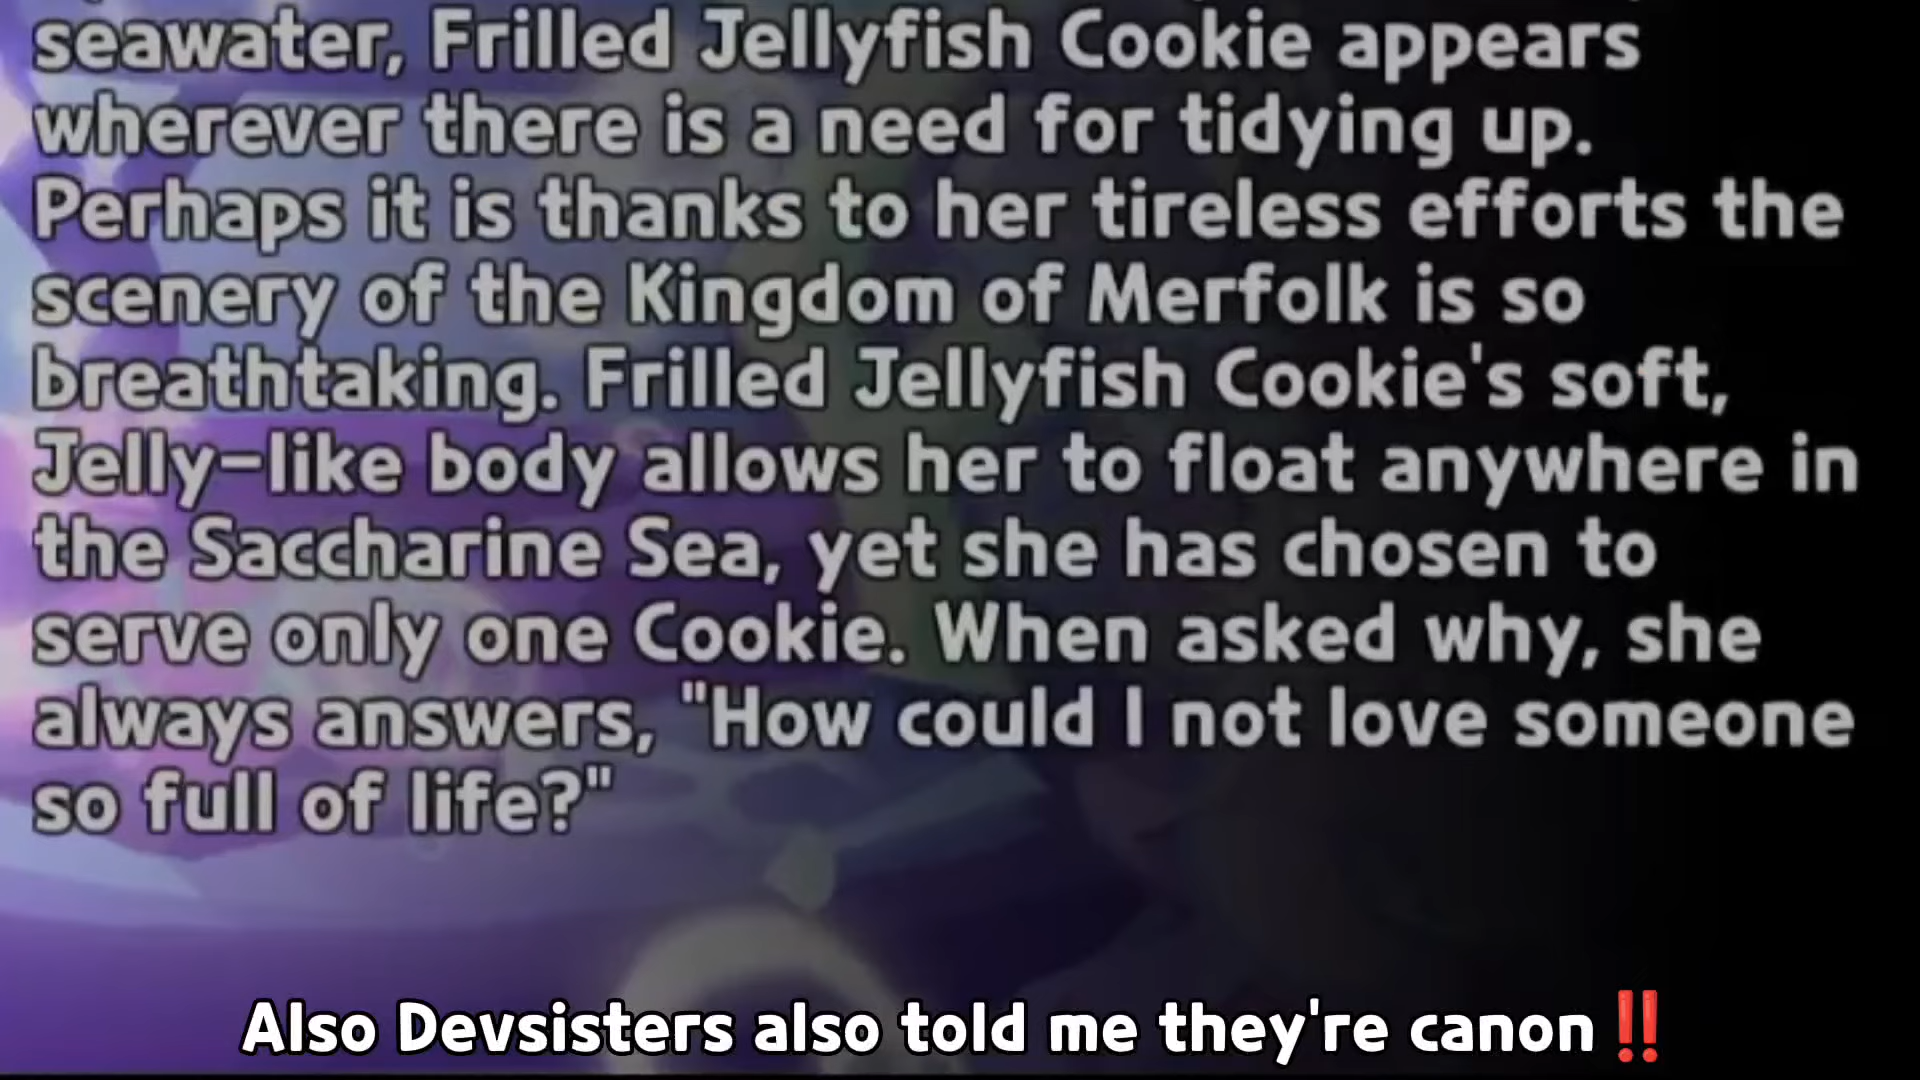 seawater, Frilled Jellyfish Cookie appears
wherever there is a need for tidying up.
Perhaps it is thanks to her tireless efforts the
scenery of the Kingdom of Merfolk is so
breathtaking. Frilled Jellyfish Cookie's soft,
Jelly-like body allows her to float anywhere in
the Saccharine Sea, yet she has chosen to
serve only one Cookie. When asked why, she
always answers, "How could I not love someone
so full of life?"
Also Devsisters also told me they're canon‼️